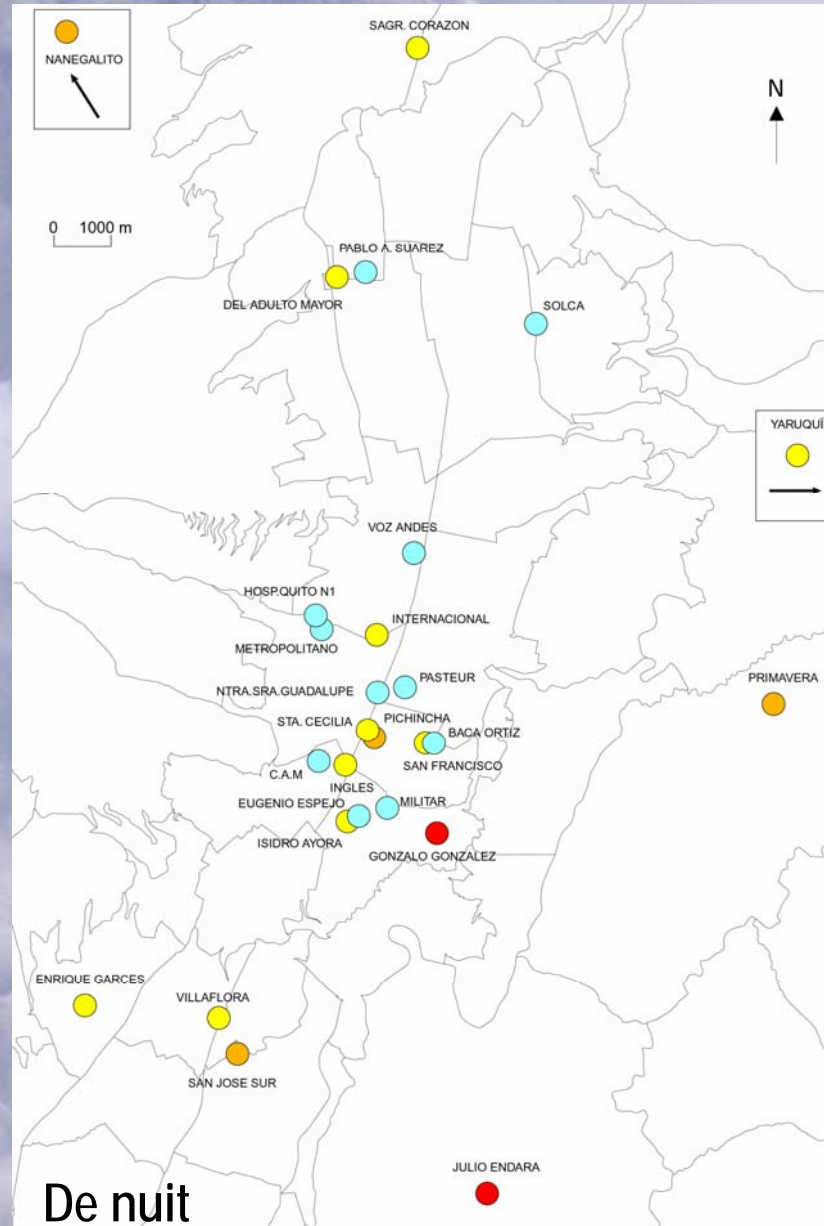 SAGR. CORAZON
NANEGALITO
N
0 1000 m
PABLO A. SUAREZ
DEL ADULTO MAYOR
SOLCA
YARUQUÍ
VOZ ANDES
HOSP.QUITO N1
INTERNACIONAL
METROPOLITANO
PASTEUR
PRIMAVERA
NTRA.SRA.GUADALUPE
STA. CECILIA
PICHINCHA
BACA ORTIZ
SAN FRANCISCO
C.A.M
INGLES
EUGENIO ESPEJO
MILITAR
ISIDRO AYORA
GONZALO GONZALEZ
ENRIQUE GARCES
VILLAFLORA
SAN JOSE SUR
JULIO ENDARA
De nuit